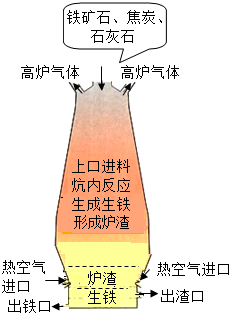 铁矿石、焦炭、
石灰石
高炉气体
高炉气体
上口进料
炕内反应
生成生铁
形成炉渣
热空气
进口
热空气进口
炉渣
生铁
出渣口
出铁口